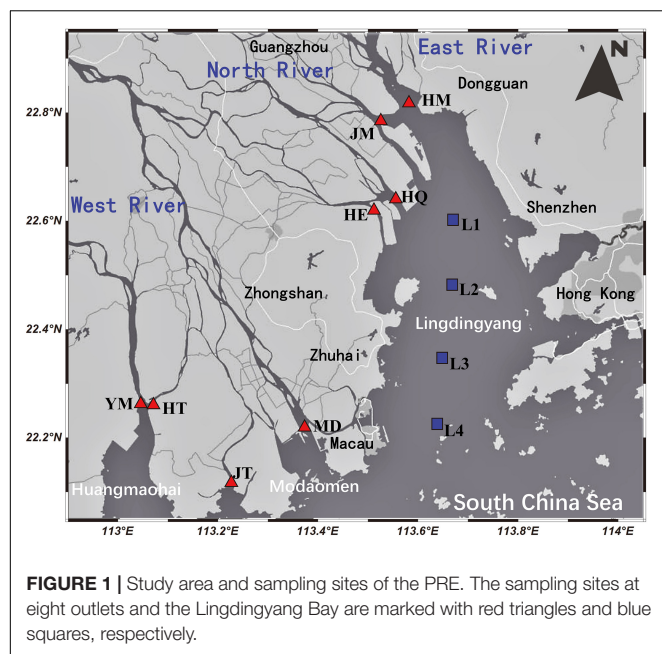 Guangzhou
East River
N
North River
Dongguan
22.8°N
HM
JM
West River
HQ
HE
Shenzhen
22.6°N
L1
Zhongshan
L2
Hong Kong
Lingdingyang
22.4°N
Zhuhai
L3
YM
HT
MD
L4
22.2°N
Macau
JT
Huangmaohai
Modaomen
South China Sea
113°E
113.2°E
113.4°E
113.6°E
113.8°E
114°E
FIGURE 1 | Study area and sampling sites of the PRE. The sampling sites at
eight outlets and the Lingdingyang Bay are marked with red triangles and blue
squares, respectively.